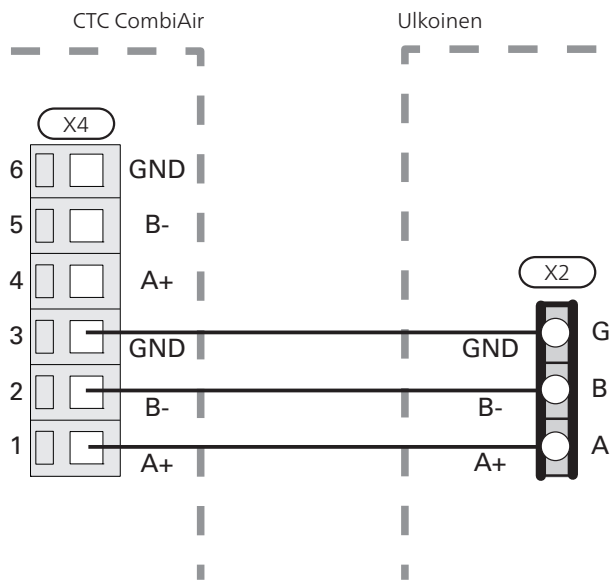 CTC CombiAir Ulkoinen
X4
6 GND
5 B-
4 A+
X2
3 GND GND G
2 B- B- B
1 A+ A+ A